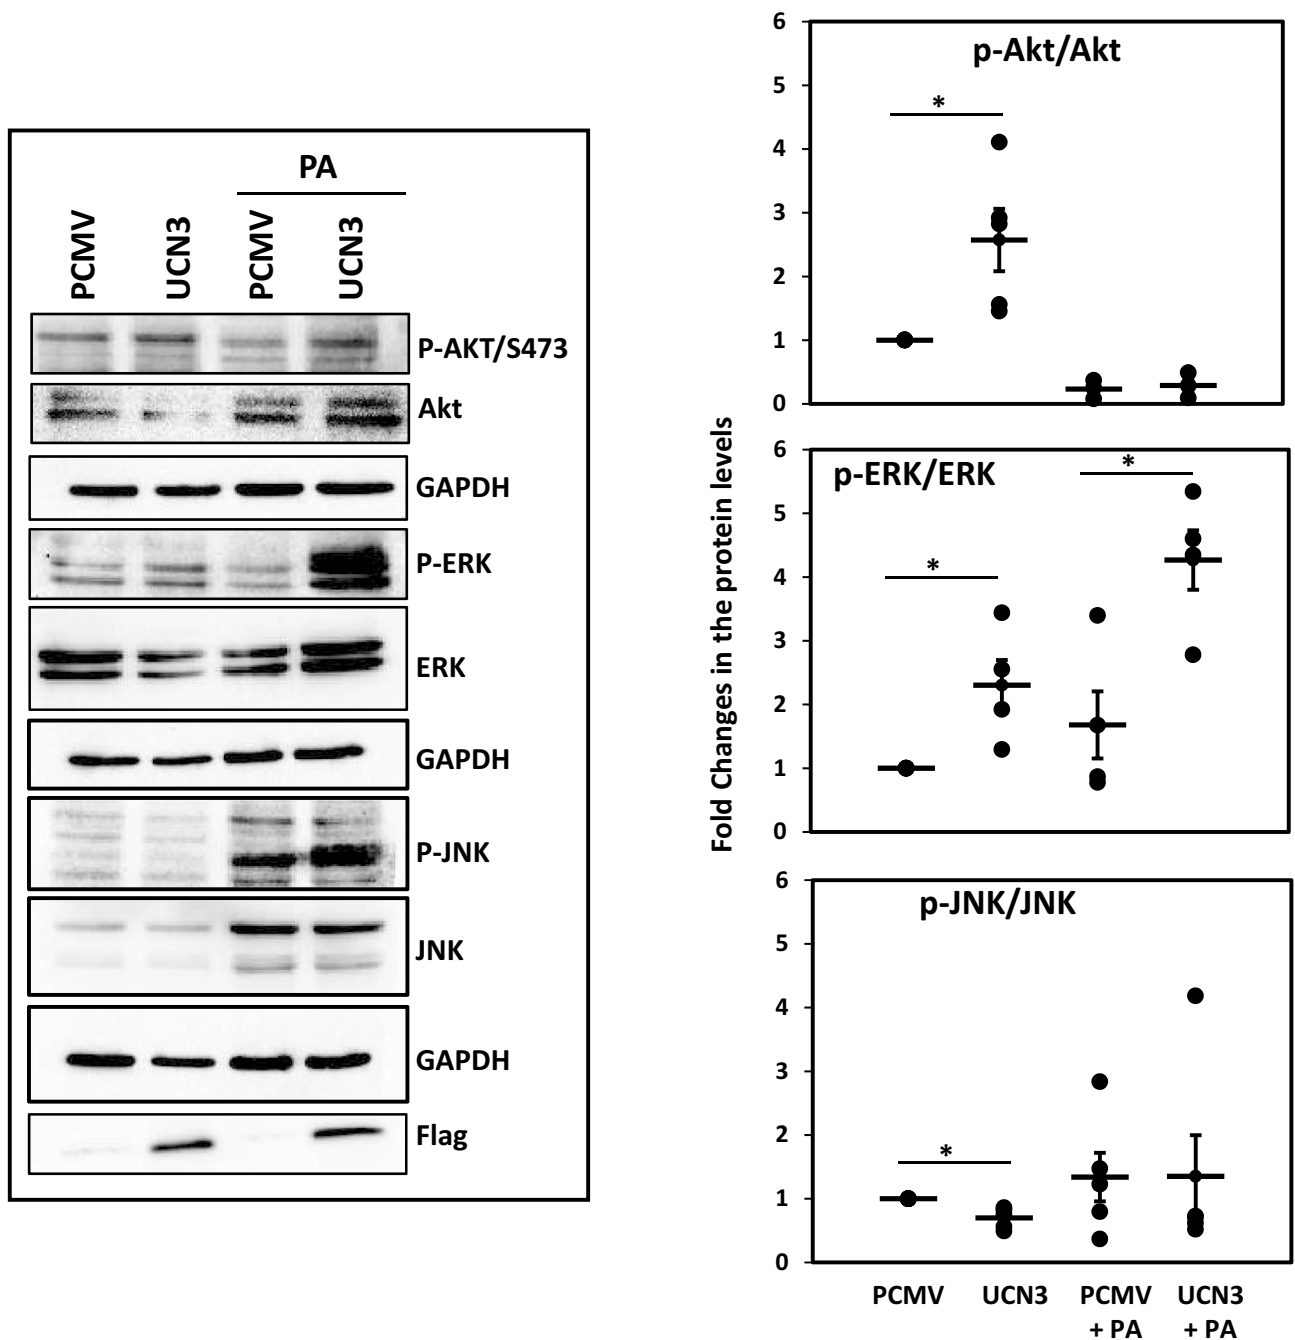 PA
PCMV
UCN3
PCMV
UCN3
P-AKT/S473
Akt
GAPDH
P-ERK
ERK
GAPDH
P-JNK
JNK
GAPDH
Flag
Fold Changes in the protein levels
p-Akt/Akt
6
5
4
3
2
1
0
*
p-ERK/ERK
6
5
4
3
2
1
0
*
*
p-JNK/JNK
6
5
4
3
2
1
0
*
PCMV
UCN3
PCMV
+ PA
UCN3
+ PA